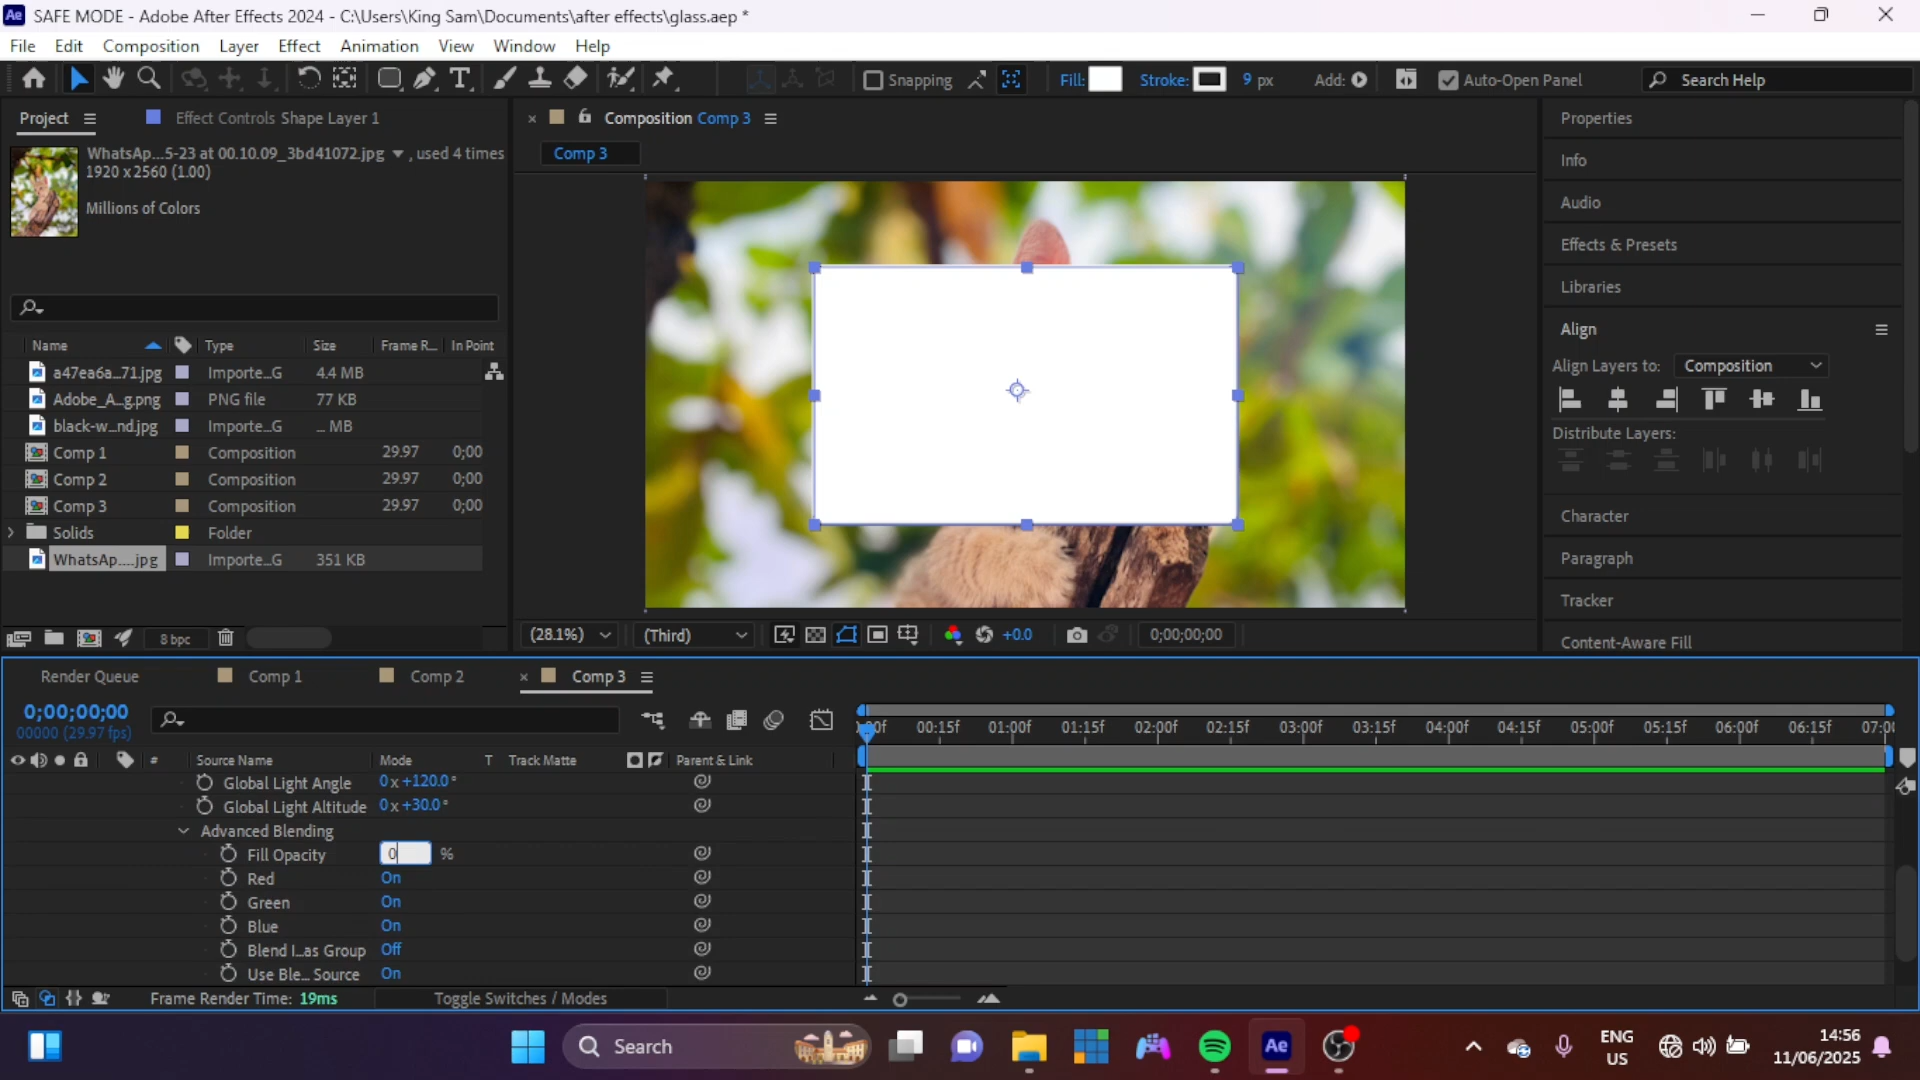 SAFE MODE - Adobe After Effects 2024 - C:\Users\King Sam\Documents\after effects\glass.aep *
File Edit Composition Layer Effect Animation View Window Help
Snapping Fill: Stroke: 9 px Add: Auto-Open Panel Search Help
Project Effect Controls Shape Layer 1
WhatsAp...5-23 at 00.10.09_3bd41072.jpg , used 4 times
1920 x 2560 (1.00)
Millions of Colors
Name Type Size Frame R... In Point
a47ea6a...71.jpg Importe...G 4.4 MB
Adobe_A...g.png PNG file 77 KB
black-w...nd.jpg Importe...G ... MB
Comp 1 Composition 29.97 0;00
Comp 2 Composition 29.97 0;00
Comp 3 Composition 29.97 0;00
Solids Folder
WhatsAp....jpg Importe...G 351 KB
8 bpc
Composition Comp 3
Comp 3
(28.1%) (Third) +0.0 0;00;00;00
Properties
Info
Audio
Effects & Presets
Libraries
Align
Align Layers to: Composition
Distribute Layers:
Character
Paragraph
Tracker
Content-Aware Fill
Render Queue Comp 1 Comp 2 Comp 3
0;00;00;00
00000 (29.97 fps)
00f 00:15f 01:00f 01:15f 02:00f 02:15f 03:00f 03:15f 04:00f 04:15f 05:00f 05:15f 06:00f 06:15f 07:0
# Source Name Mode T Track Matte Parent & Link
Global Light Angle 0 x +120.0°
Global Light Altitude 0 x +30.0°
Advanced Blending
Fill Opacity 0 %
Red On
Green On
Blue On
Blend I...as Group Off
Use Ble... Source On
Frame Render Time: 19ms Toggle Switches / Modes
Search Ae ENG US 14:56 11/06/2025